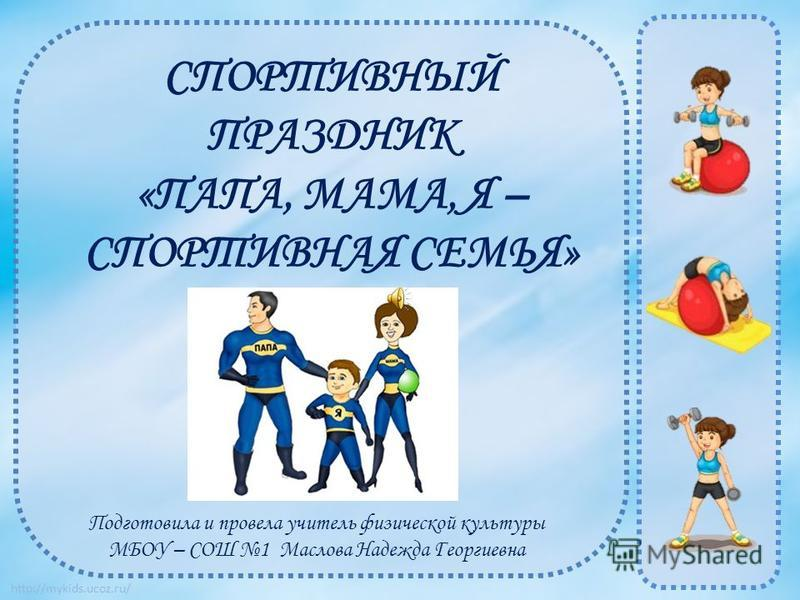 СПОРТИВНЫЙ
ПРАЗДНИК
«ПАПА, МАМА, Я –
СПОРТИВНАЯ СЕМЬЯ»
ПАПА
МАМА
Я
Подготовила и провела учитель физической культуры
МБОУ – СОШ №1 Маслова Надежда Георгиевна
MyShared
http://mykids.ucoz.ru/